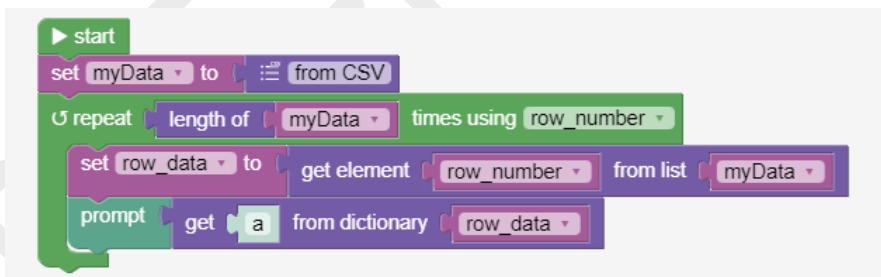 start
set myData to from CSV
repeat length of myData times using row_number
set row_data to get element row_number from list myData
prompt get a from dictionary row_data